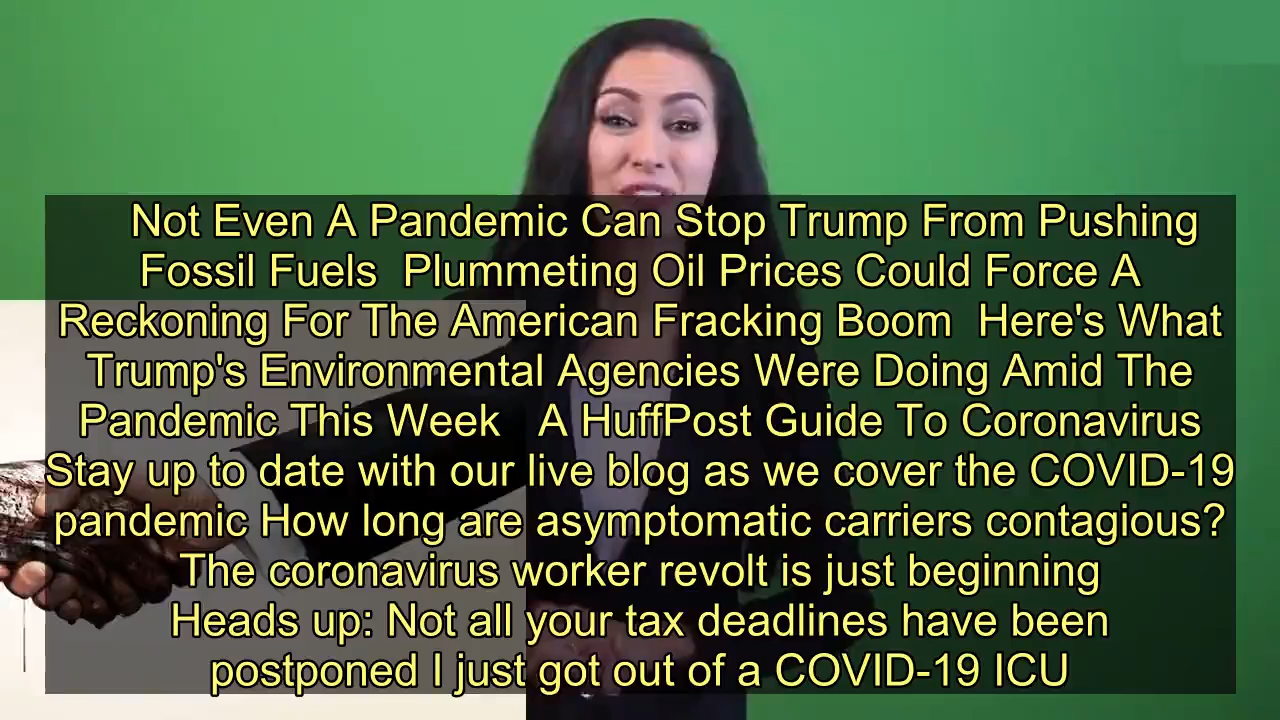 Not Even A Pandemic Can Stop Trump From Pushing
Fossil Fuels  Plummeting Oil Prices Could Force A
Reckoning For The American Fracking Boom  Here's What
Trump's Environmental Agencies Were Doing Amid The
Pandemic This Week   A HuffPost Guide To Coronavirus
Stay up to date with our live blog as we cover the COVID-19
pandemic How long are asymptomatic carriers contagious?
The coronavirus worker revolt is just beginning
Heads up: Not all your tax deadlines have been
postponed I just got out of a COVID-19 ICU